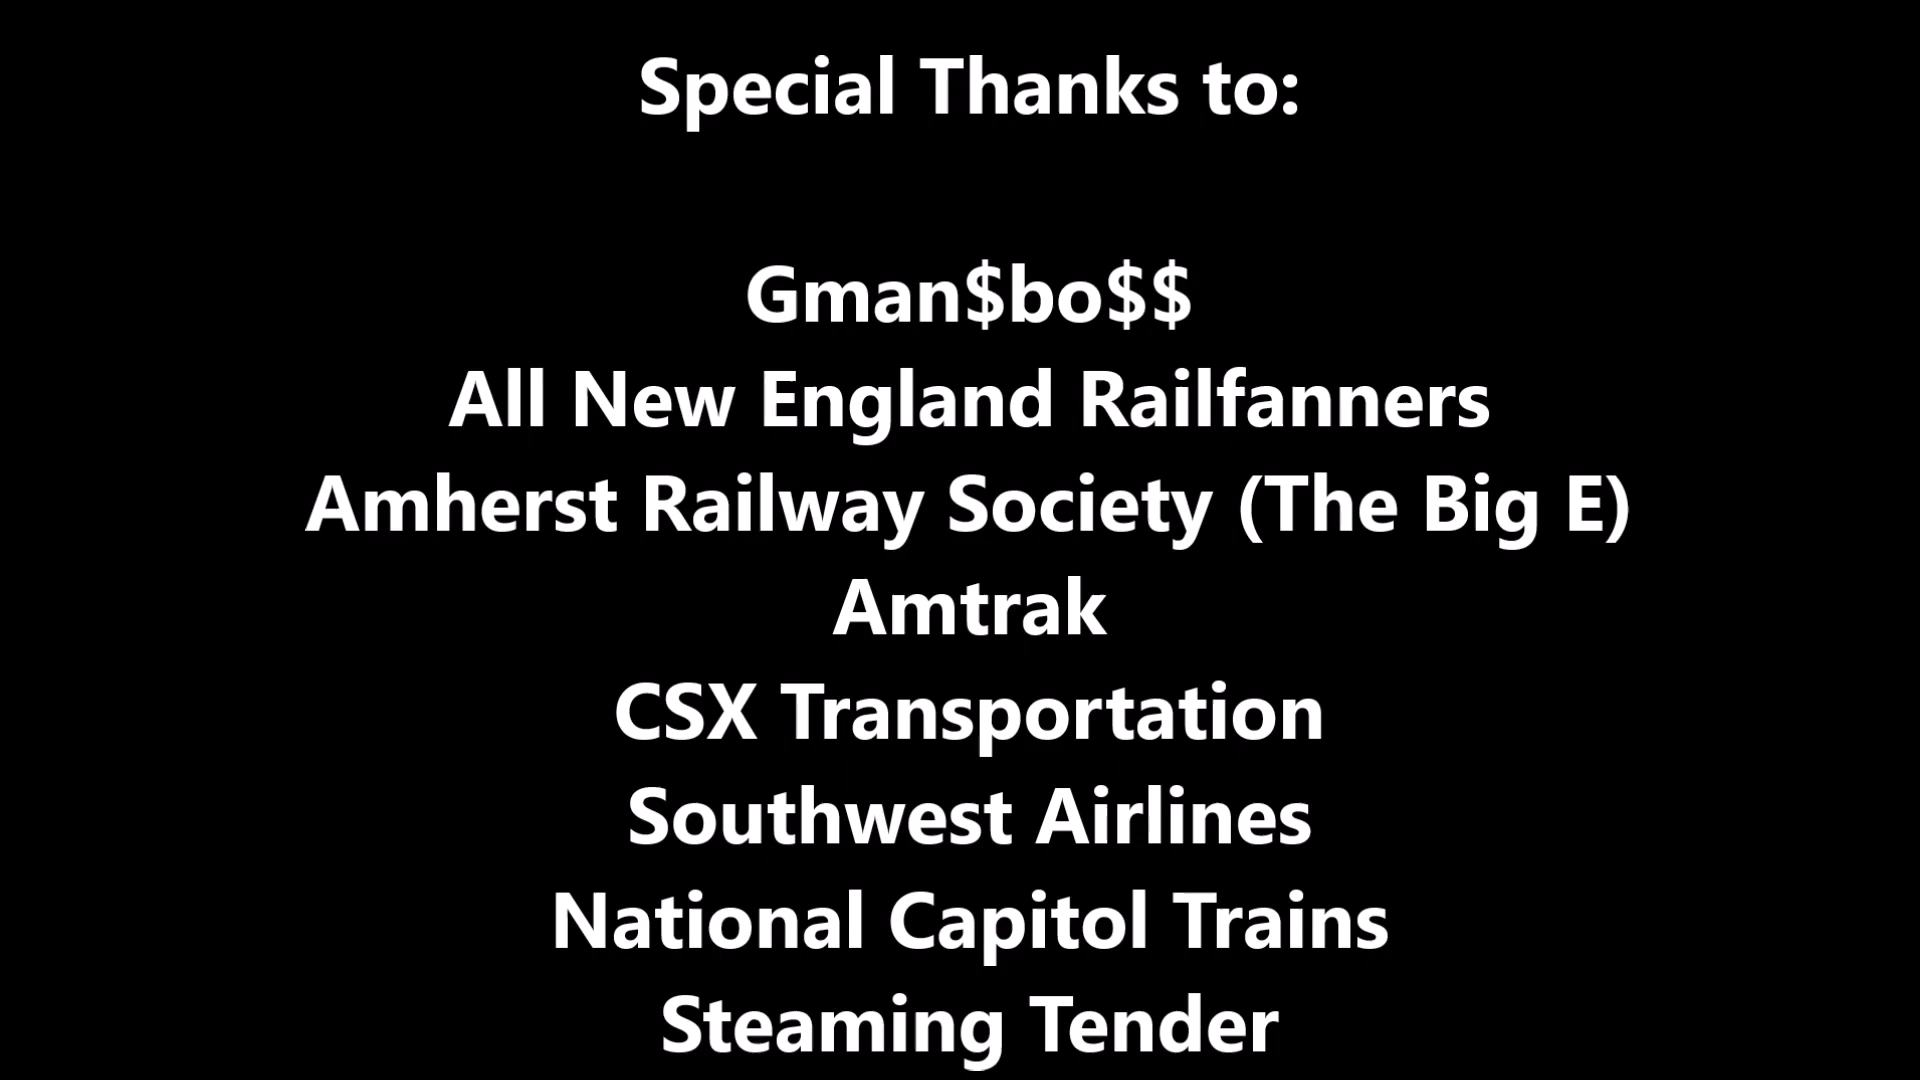 Special Thanks to:
Gman$bo$$
All New England Railfanners
Amherst Railway Society (The Big E)
Amtrak
CSX Transportation
Southwest Airlines
National Capitol Trains
Steaming Tender